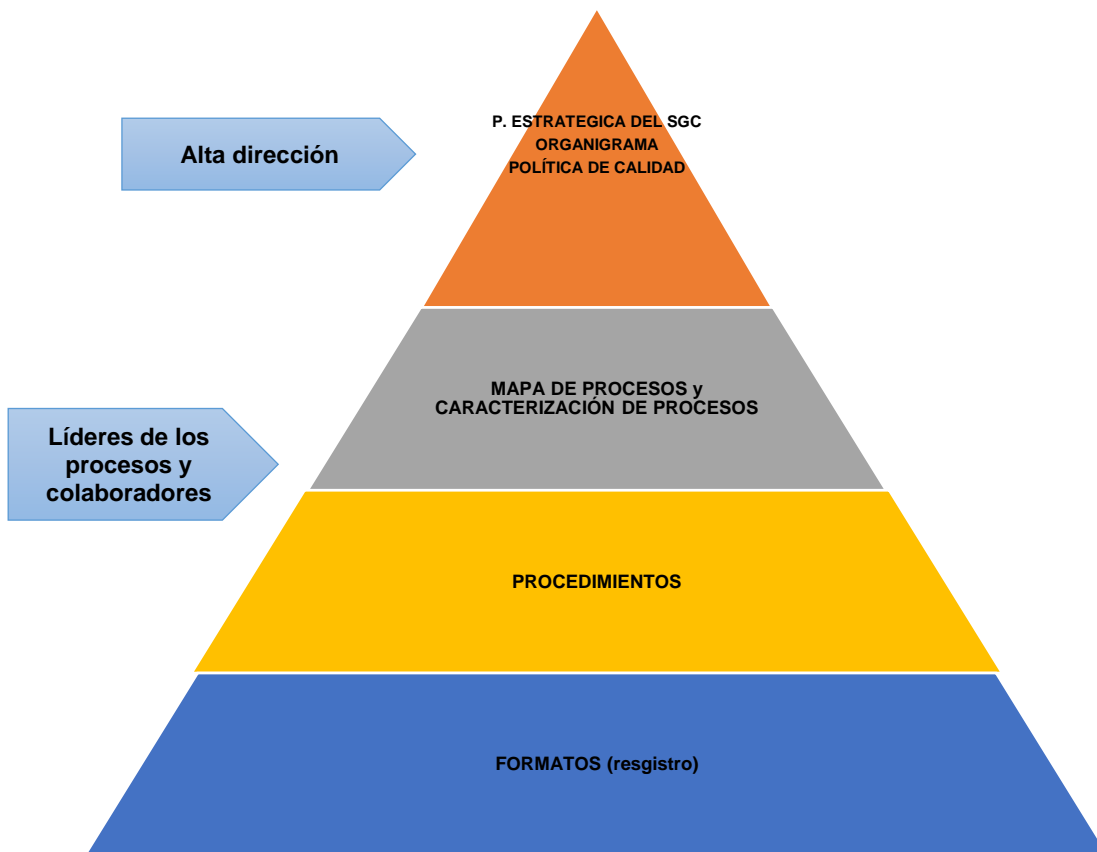 P. ESTRATEGICA DEL SGC
ORGANIGRAMA
POLÍTICA DE CALIDAD
Alta dirección
MAPA DE PROCESOS y
CARACTERIZACIÓN DE PROCESOS
Líderes de los
procesos y
colaboradores
PROCEDIMIENTOS
FORMATOS (resgistro)